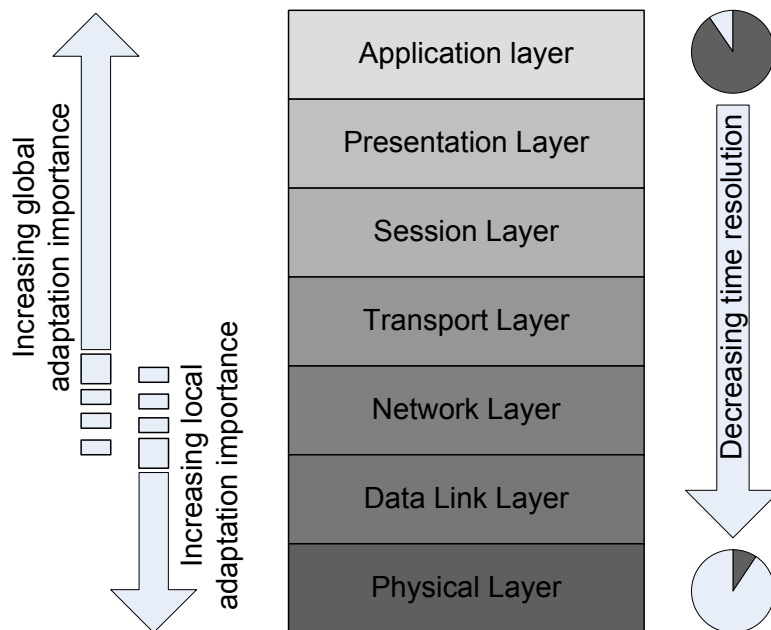 Increasing global
adaptation importance
Increasing local
adaptation importance
Application layer
Presentation Layer
Session Layer
Transport Layer
Network Layer
Data Link Layer
Physical Layer
Decreasing time resolution